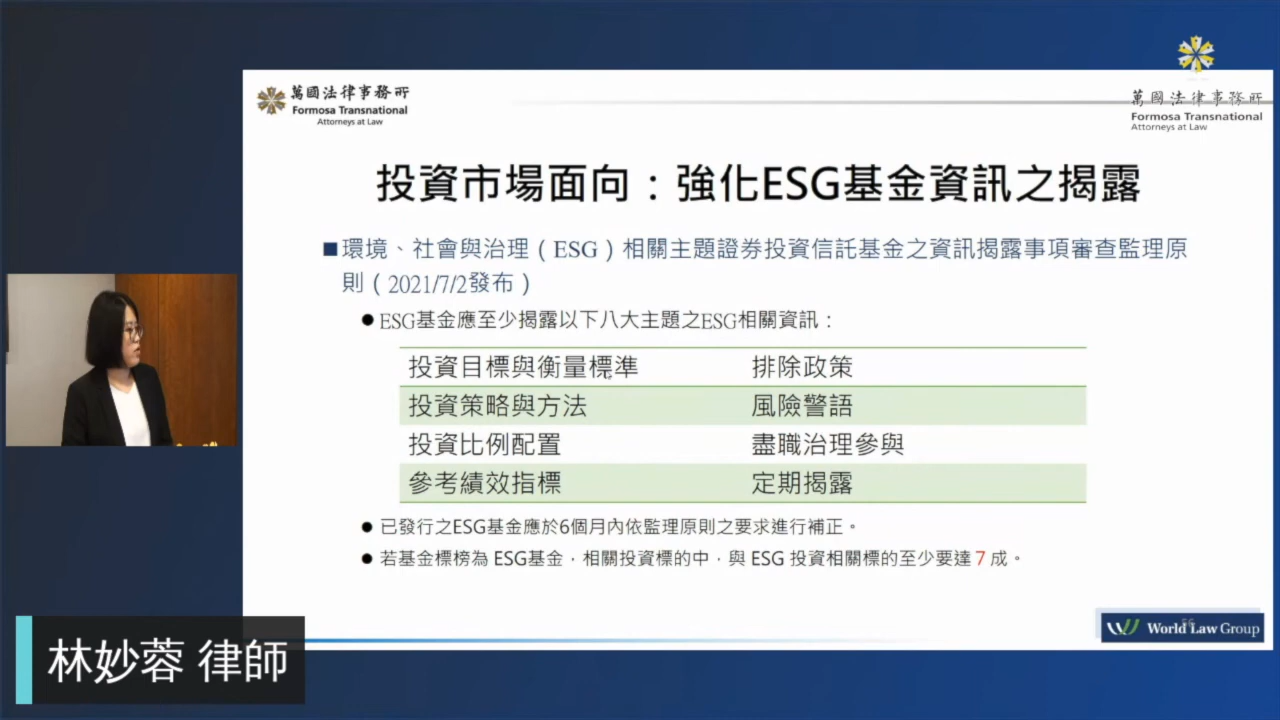 萬國法律事務所
Formosa Transnational
Attorneys at Law
萬國法律事務所
Formosa Transnational
Attorneys at Law
投資市場面向：強化ESG基金資訊之揭露
■環境、社會與治理（ESG）相關主題證券投資信託基金之資訊揭露事項審查監理原
則（2021/7/2發布）
●ESG基金應至少揭露以下八大主題之ESG相關資訊：
投資目標與衡量標準 排除政策
投資策略與方法 風險警語
投資比例配置 盡職治理參與
參考績效指標 定期揭露
●已發行之ESG基金應於6個月內依監理原則之要求進行補正。
●若基金標榜為 ESG基金，相關投資標的中，與 ESG 投資相關標的至少要達 7 成。
World Law Group
林妙蓉 律師